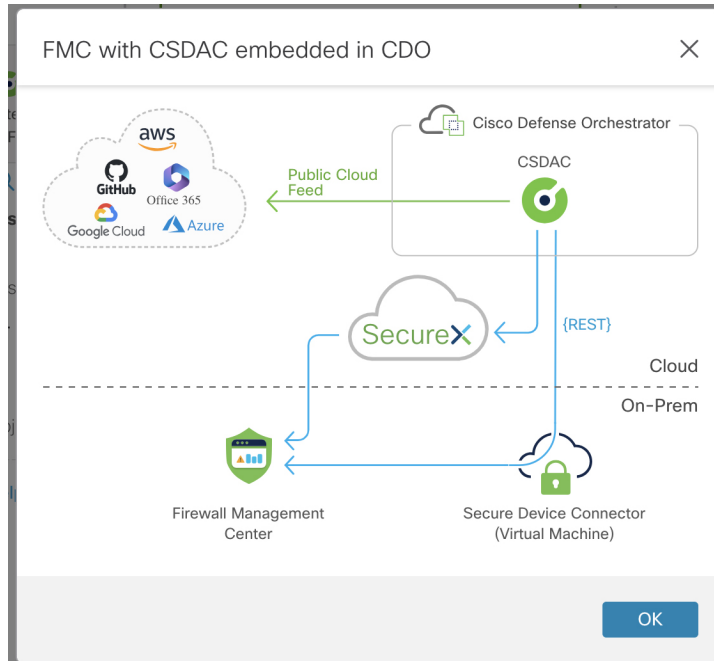 FMC with CSDAC embedded in CDO
aws
GitHub
Office 365
Google Cloud
Azure
Public Cloud
Feed
Cisco Defense Orchestrator
CSDAC
SecureX
{REST}
Cloud
On-Prem
Firewall Management
Center
Secure Device Connector
(Virtual Machine)
OK